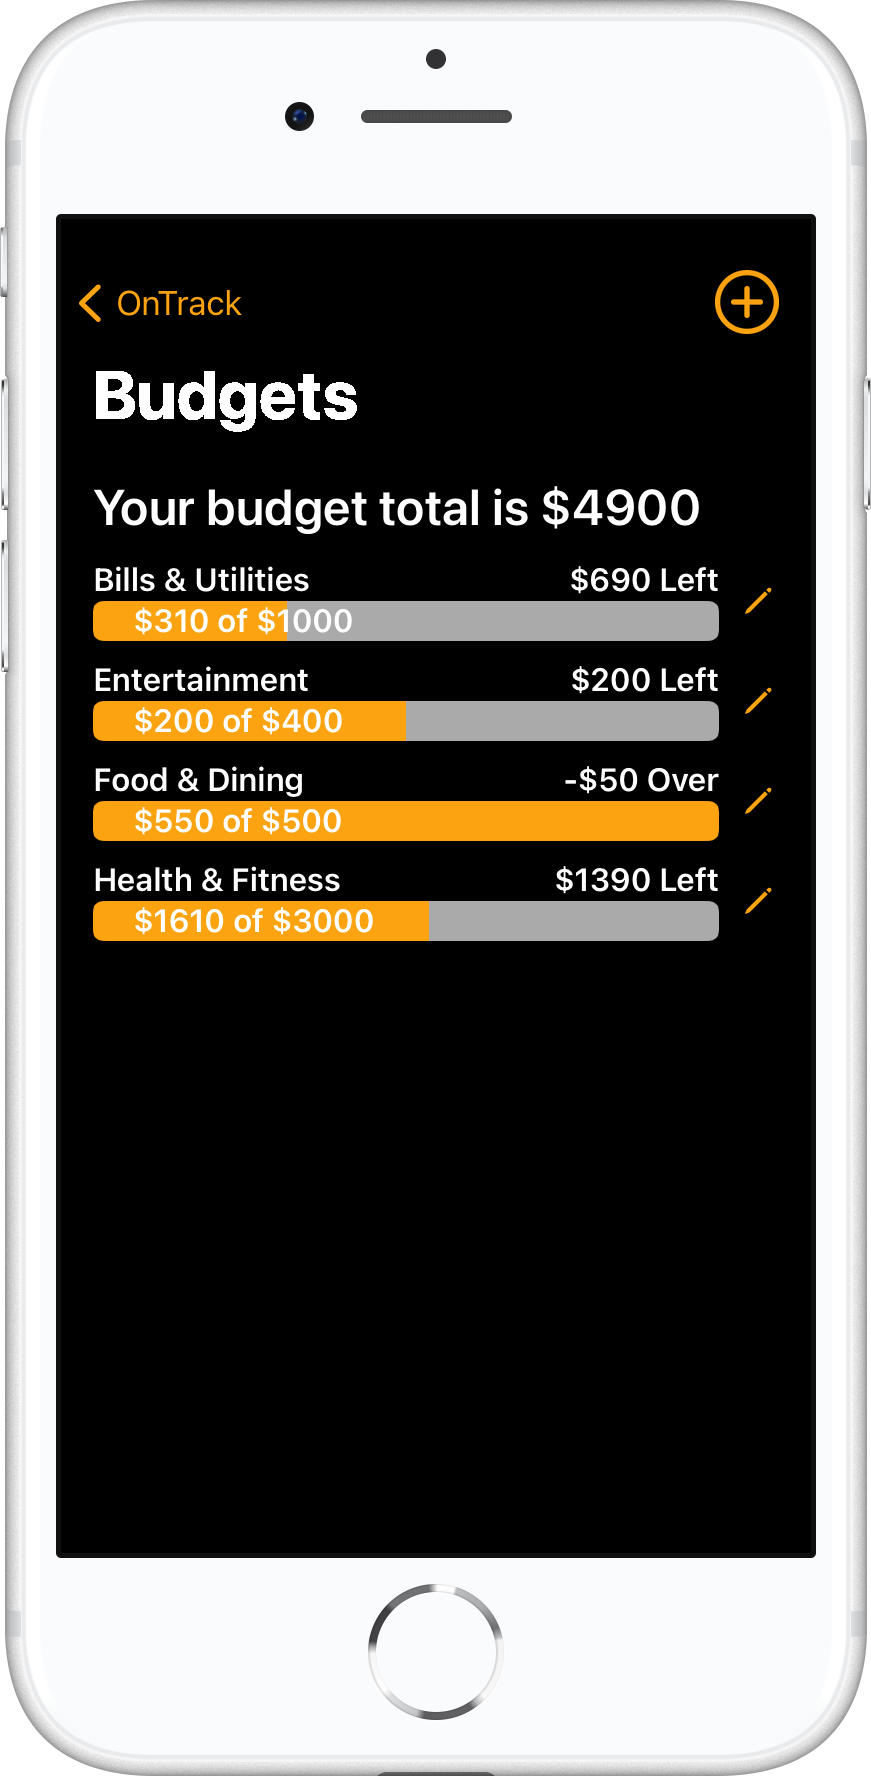 OnTrack
Budgets
Your budget total is $4900
Bills & Utilities $690 Left
$310 of $1000
Entertainment $200 Left
$200 of $400
Food & Dining -$50 Over
$550 of $500
Health & Fitness $1390 Left
$1610 of $3000